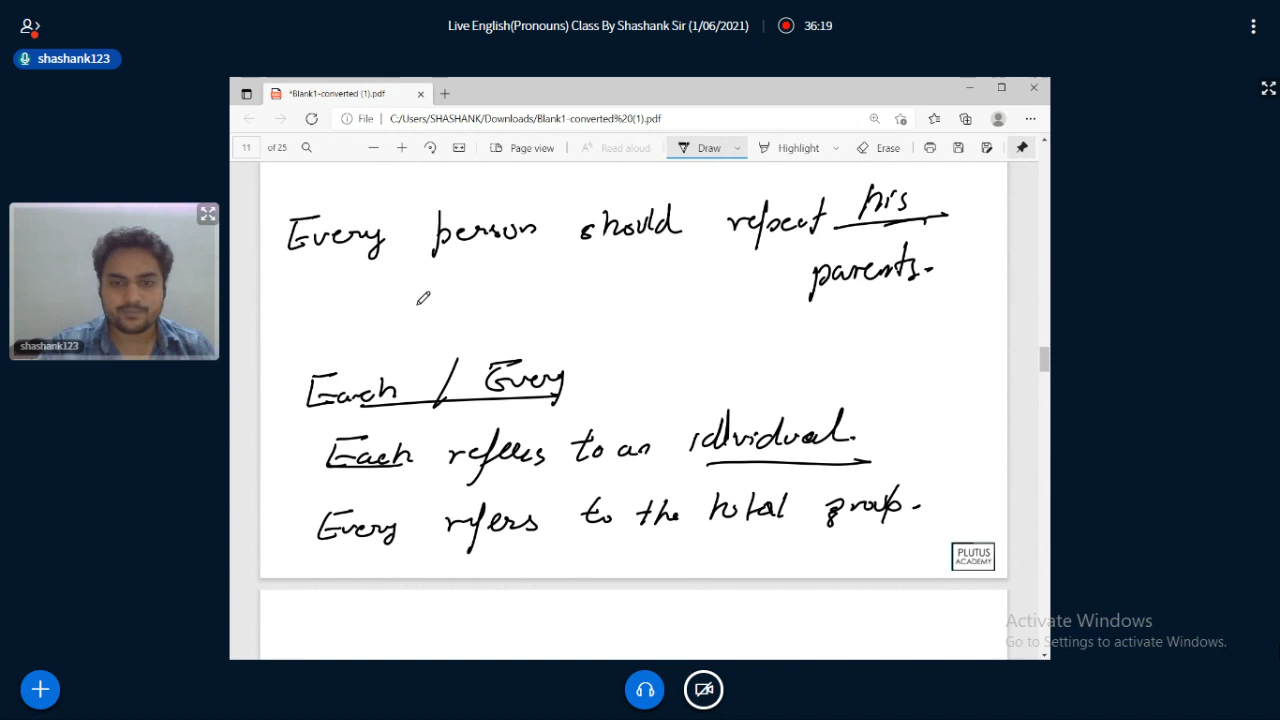 Live English(Pronouns) Class By Shashank Sir (1/06/2021) 36:19
shashank123
*Blank1-converted (1).pdf
File C:/Users/SHASHANK/Downloads/Blank1-converted%20(1).pdf
11 of 25 Page view Read aloud Draw Highlight Erase
Every person should repsect his
parents.
shashank123
Each / Every
Each refers to an idividual.
Every refers to the total group.
PLUTUS
ACADEMY
Activate Windows
Go to Settings to activate Windows.